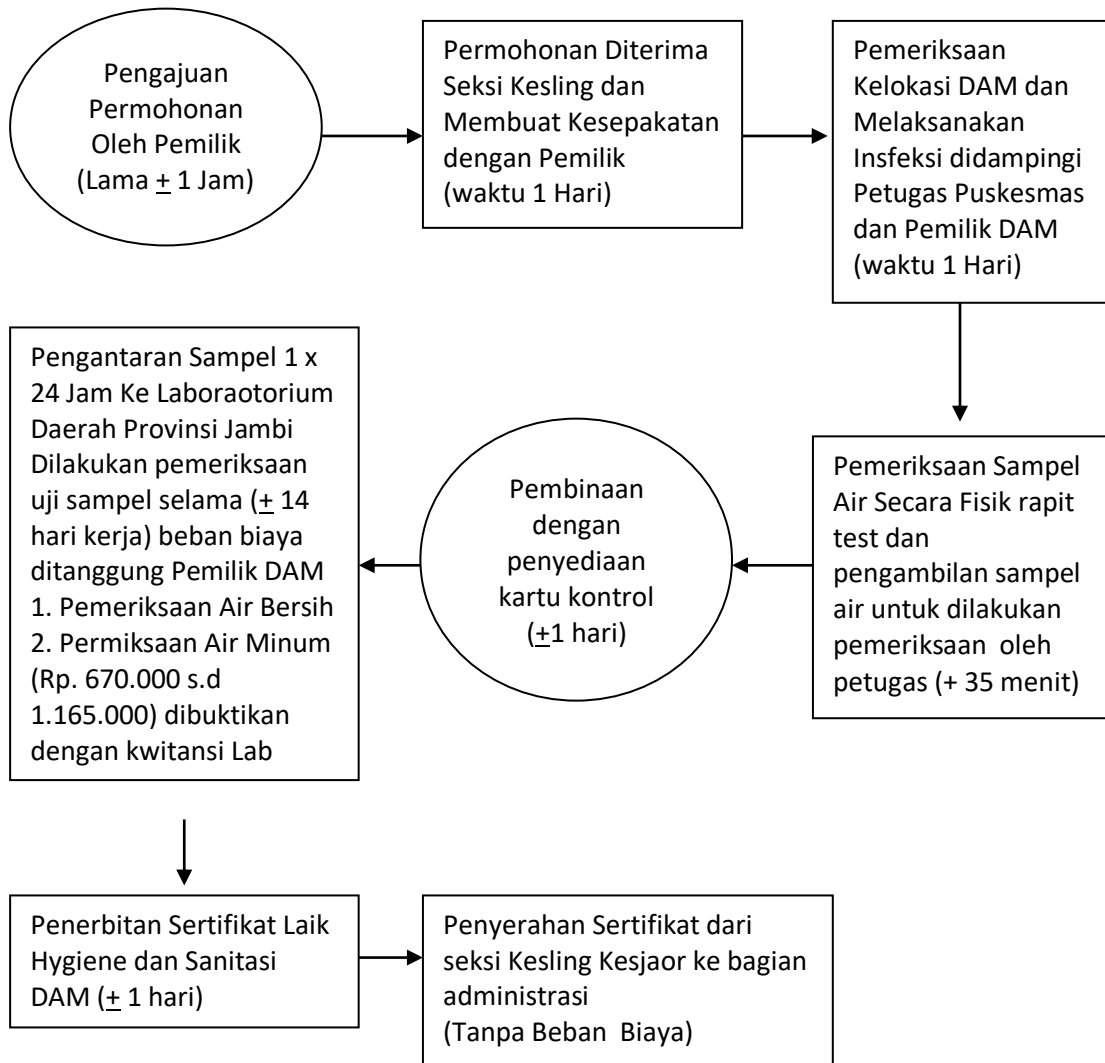 Pengajuan
Permohonan
Oleh Pemilik
(Lama + 1 Jam)
Permohonan Diterima
Seksi Kesling dan
Membuat Kesepakatan
dengan Pemilik
(waktu 1 Hari)
Pemeriksaan
Kelokasi DAM dan
Melaksanakan
Insfeksi didampingi
Petugas Puskesmas
dan Pemilik DAM
(waktu 1 Hari)
Pemeriksaan Sampel
Air Secara Fisik rapit
test dan
pengambilan sampel
air untuk dilakukan
pemeriksaan oleh
petugas (+ 35 menit)
Pembinaan
dengan
penyediaan
kartu kontrol
(+1 hari)
Pengantaran Sampel 1 x
24 Jam Ke Laboraotorium
Daerah Provinsi Jambi
Dilakukan pemeriksaan
uji sampel selama (+ 14
hari kerja) beban biaya
ditanggung Pemilik DAM
1. Pemeriksaan Air Bersih
2. Permiksaan Air Minum
(Rp. 670.000 s.d
1.165.000) dibuktikan
dengan kwitansi Lab
Penerbitan Sertifikat Laik
Hygiene dan Sanitasi
DAM (+ 1 hari)
Penyerahan Sertifikat dari
seksi Kesling Kesjaor ke bagian
administrasi
(Tanpa Beban Biaya)